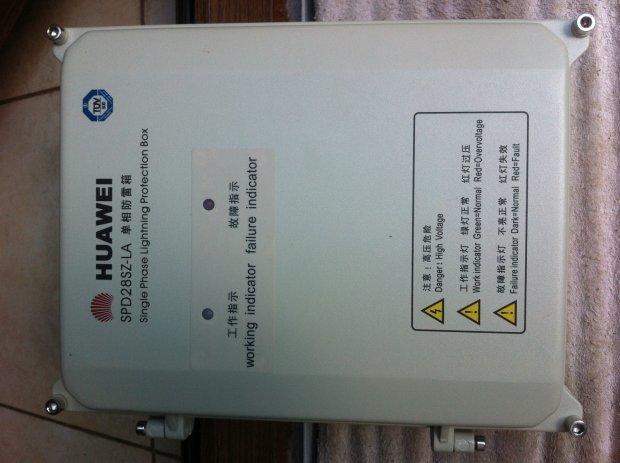 TÜV
HUAWEI
SPD28SZ-LA 单相防雷箱
Single Phase Lightning Protection Box
工作指示 故障指示
working indicator failure indicator
注意！高压危险
Danger! High Voltage
工作指示灯 绿灯正常 红灯过压
Work indicator Green=Normal Red=Overvoltage
故障指示灯 不亮正常 红灯失效
Failure indicator Dark=Normal Red=Fault